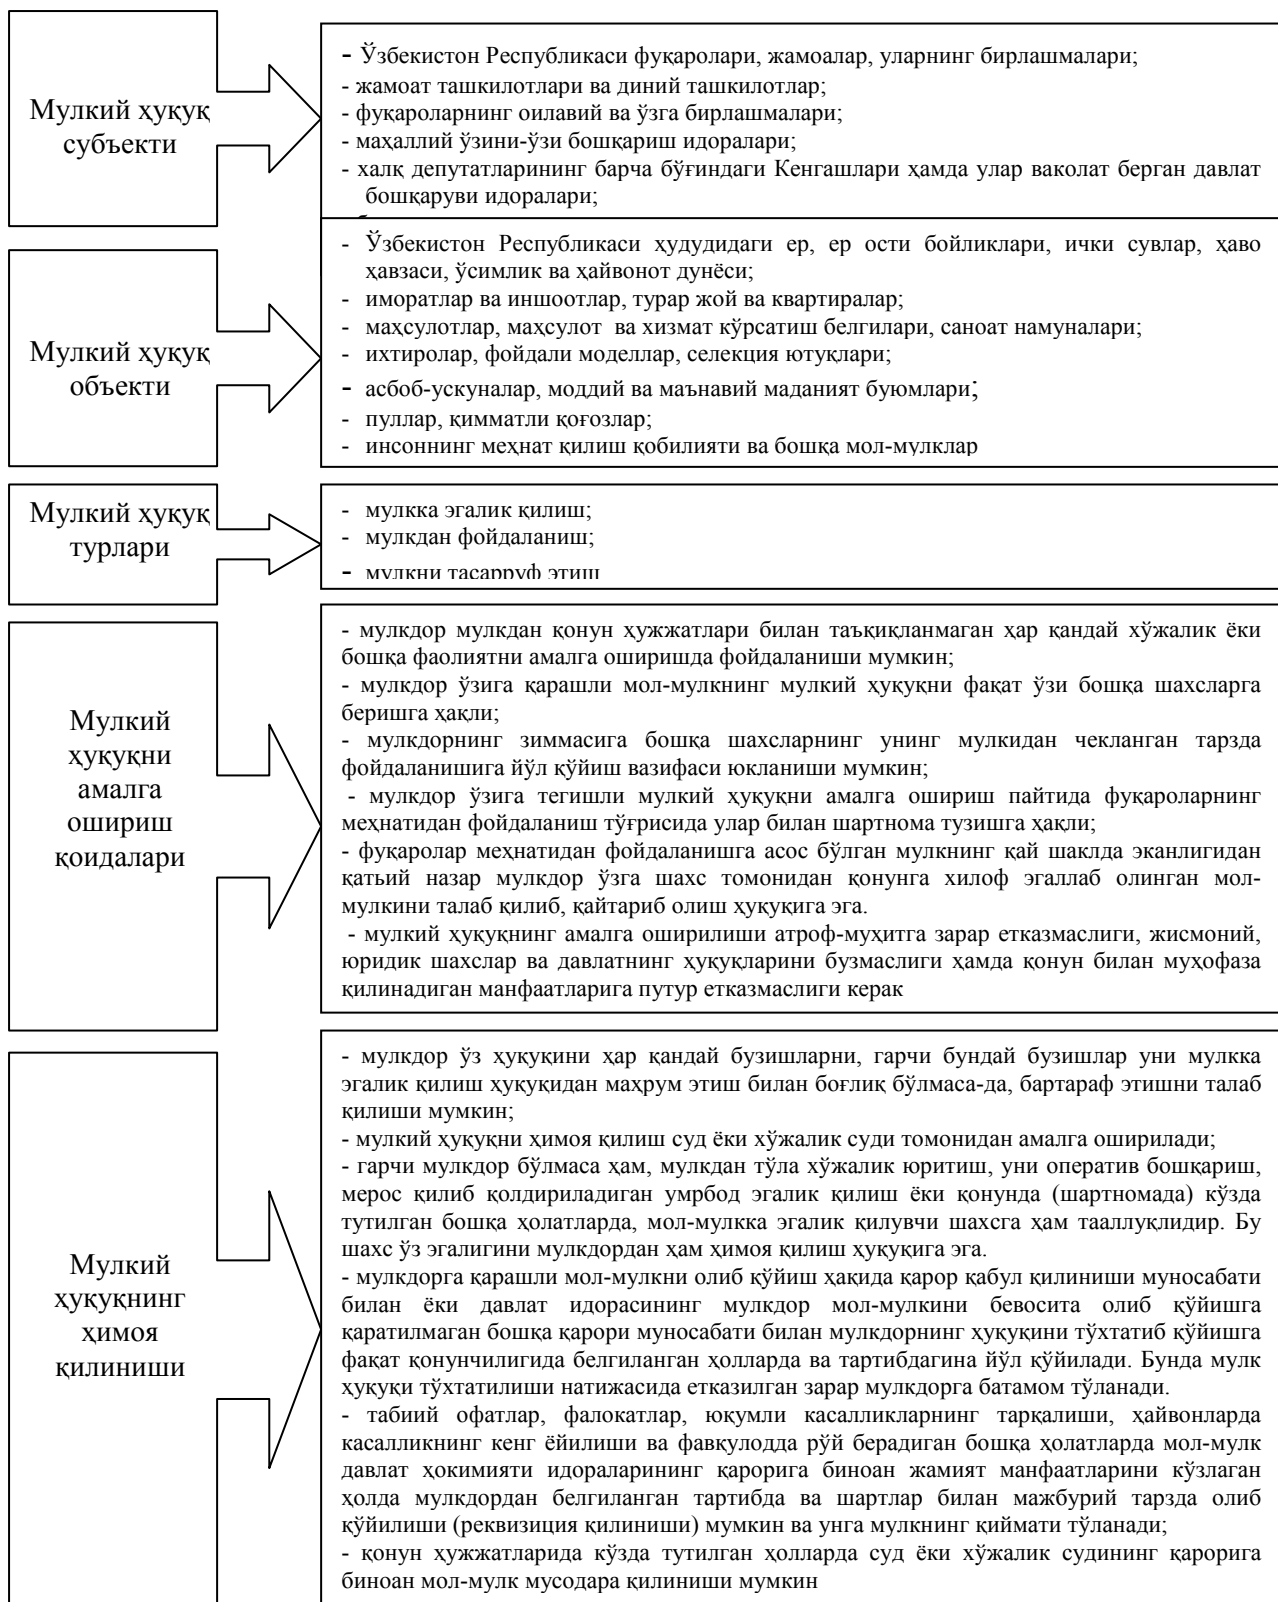 Мулкий ҳуқуқ
субъекти
- Ўзбекистон Республикаси фуқаролари, жамоалар, уларнинг бирлашмалари;
- жамоат ташкилотлари ва диний ташкилотлар;
- фуқароларнинг оилавий ва ўзга бирлашмалари;
- маҳаллий ўзини-ўзи бошқариш идоралари;
- халқ депутатларининг барча бўғиндаги Кенгашлари ҳамда улар ваколат берган давлат
бошқаруви идоралари;
Мулкий ҳуқуқ
объекти
- Ўзбекистон Республикаси ҳудудидаги ер, ер ости бойликлари, ички сувлар, ҳаво
ҳавзаси, ўсимлик ва ҳайвонот дунёси;
- иморатлар ва иншоотлар, турар жой ва квартиралар;
- маҳсулотлар, маҳсулот ва хизмат кўрсатиш белгилари, саноат намуналари;
- ихтиролар, фойдали моделлар, селекция ютуқлари;
- асбоб-ускуналар, моддий ва маънавий маданият буюмлари;
- пуллар, қимматли қоғозлар;
- инсоннинг меҳнат қилиш қобилияти ва бошқа мол-мулклар
Мулкий ҳуқуқ
турлари
- мулкка эгалик қилиш;
- мулкдан фойдаланиш;
- мулкни тасарруф этиш
Мулкий
ҳуқуқни
амалга
ошириш
қоидалари
- мулкдор мулкдан қонун ҳужжатлари билан таъқиқланмаган ҳар қандай хўжалик ёки
бошқа фаолиятни амалга оширишда фойдаланиши мумкин;
- мулкдор ўзига қарашли мол-мулкнинг мулкий ҳуқуқни фақат ўзи бошқа шахсларга
беришга ҳақли;
- мулкдорнинг зиммасига бошқа шахсларнинг унинг мулкидан чекланган тарзда
фойдаланишига йўл қўйиш вазифаси юкланиши мумкин;
- мулкдор ўзига тегишли мулкий ҳуқуқни амалга ошириш пайтида фуқароларнинг
меҳнатидан фойдаланиш тўғрисида улар билан шартнома тузишга ҳақли;
- фуқаролар меҳнатидан фойдаланишга асос бўлган мулкнинг қай шаклда эканлигидан
қатьий назар мулкдор ўзга шахс томонидан қонунга хилоф эгаллаб олинган мол-
мулкини талаб қилиб, қайтариб олиш ҳуқуқига эга.
- мулкий ҳуқуқнинг амалга оширилиши атроф-муҳитга зарар етказмаслиги, жисмоний,
юридик шахслар ва давлатнинг ҳуқуқларини бузмаслиги ҳамда қонун билан муҳофаза
қилинадиган манфаатларига путур етказмаслиги керак
Мулкий
ҳуқуқнинг
ҳимоя
қилиниши
- мулкдор ўз ҳуқуқини ҳар қандай бузишларни, гарчи бундай бузишлар уни мулкка
эгалик қилиш ҳуқуқидан маҳрум этиш билан боғлиқ бўлмаса-да, бартараф этишни талаб
қилиши мумкин;
- мулкий ҳуқуқни ҳимоя қилиш суд ёки хўжалик суди томонидан амалга оширилади;
- гарчи мулкдор бўлмаса ҳам, мулкдан тўла хўжалик юритиш, уни оператив бошқариш,
мерос қилиб қолдириладиган умрбод эгалик қилиш ёки қонунда (шартномада) кўзда
тутилган бошқа ҳолатларда, мол-мулкка эгалик қилувчи шахсга ҳам тааллуқлидир. Бу
шахс ўз эгалигини мулкдордан ҳам ҳимоя қилиш ҳуқуқига эга.
- мулкдорга қарашли мол-мулкни олиб қўйиш ҳақида қарор қабул қилиниши муносабати
билан ёки давлат идорасининг мулкдор мол-мулкини бевосита олиб қўйишга
қаратилмаган бошқа қарори муносабати билан мулкдорнинг ҳуқуқини тўхтатиб қўйишга
фақат қонунчилигида белгиланган ҳолларда ва тартибдагина йўл қўйилади. Бунда мулк
ҳуқуқи тўхтатилиши натижасида етказилган зарар мулкдорга батамом тўланади.
- табиий офатлар, фалокатлар, юқумли касалликларнинг тарқалиши, ҳайвонларда
касалликнинг кенг ёйилиши ва фавқулодда рўй берадиган бошқа ҳолатларда мол-мулк
давлат ҳокимияти идораларининг қарорига биноан жамият манфаатларини кўзлаган
ҳолда мулкдордан белгиланган тартибда ва шартлар билан мажбурий тарзда олиб
қўйилиши (реквизиция қилиниши) мумкин ва унга мулкнинг қиймати тўланади;
- қонун ҳужжатларида кўзда тутилган ҳолларда суд ёки хўжалик судининг қарорига
биноан мол-мулк мусодара қилиниши мумкин